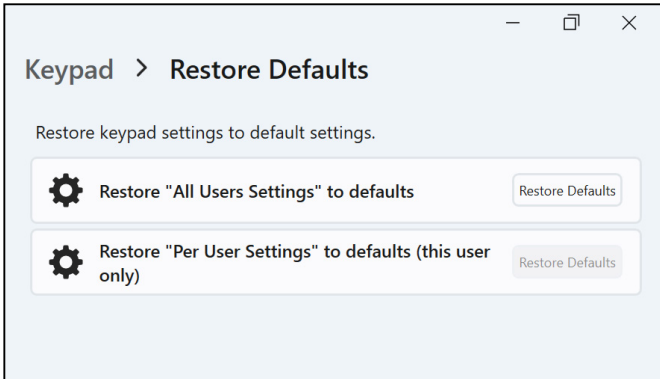 Keypad > Restore Defaults
Restore keypad settings to default settings.
Restore "All Users Settings" to defaults
Restore Defaults
Restore "Per User Settings" to defaults (this user
only)
Restore Defaults